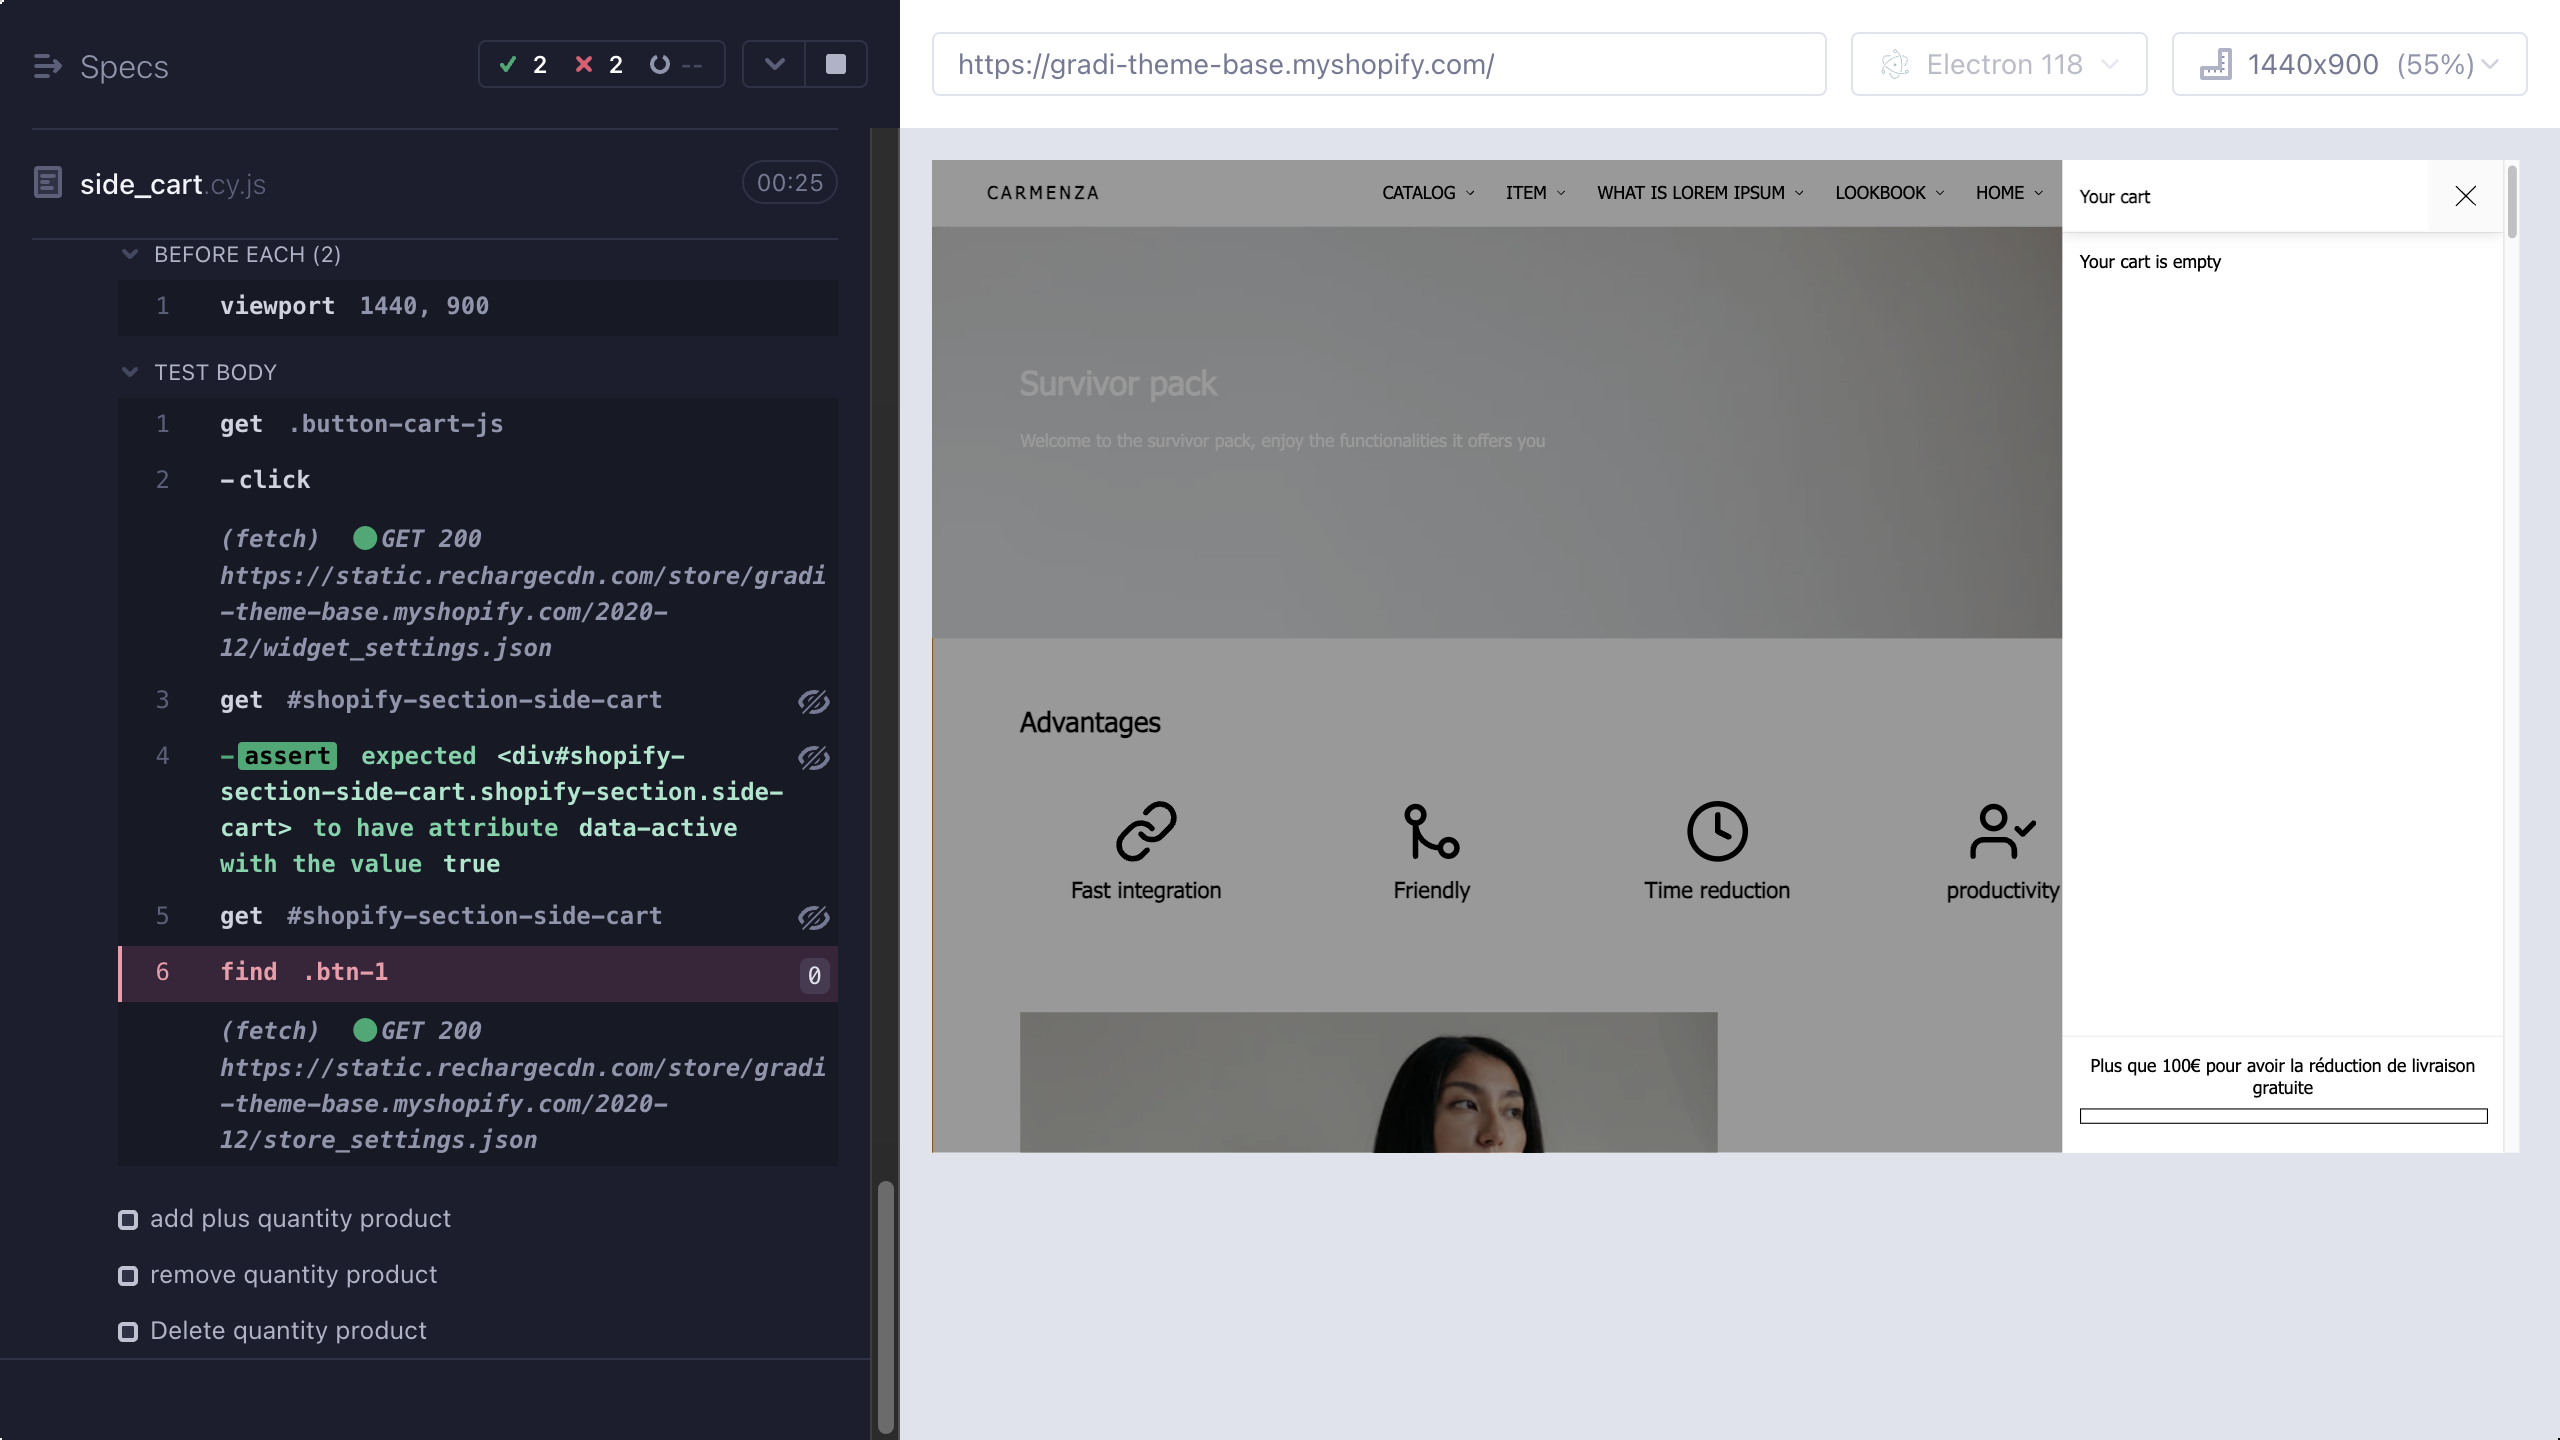 Specs
2
2
--
side_cart.cy.js
00:25
BEFORE EACH (2)
1 viewport 1440, 900
TEST BODY
1 get .button-cart-js
2 -click
(fetch) GET 200
https://static.rechargecdn.com/store/gradi
-theme-base.myshopify.com/2020-
12/widget_settings.json
3 get #shopify-section-side-cart
4 -assert expected <div#shopify-
section-side-cart.shopify-section.side-
cart> to have attribute data-active
with the value true
5 get #shopify-section-side-cart
6 find .btn-1 0
(fetch) GET 200
https://static.rechargecdn.com/store/gradi
-theme-base.myshopify.com/2020-
12/store_settings.json
add plus quantity product
remove quantity product
Delete quantity product
https://gradi-theme-base.myshopify.com/
Electron 118
1440x900 (55%)
CARMENZA
CATALOG
ITEM
WHAT IS LOREM IPSUM
LOOKBOOK
HOME
Survivor pack
Welcome to the survivor pack, enjoy the functionalities it offers you
Advantages
Fast integration
Friendly
Time reduction
productivity
Your cart
Your cart is empty
Plus que 100€ pour avoir la réduction de livraison
gratuite